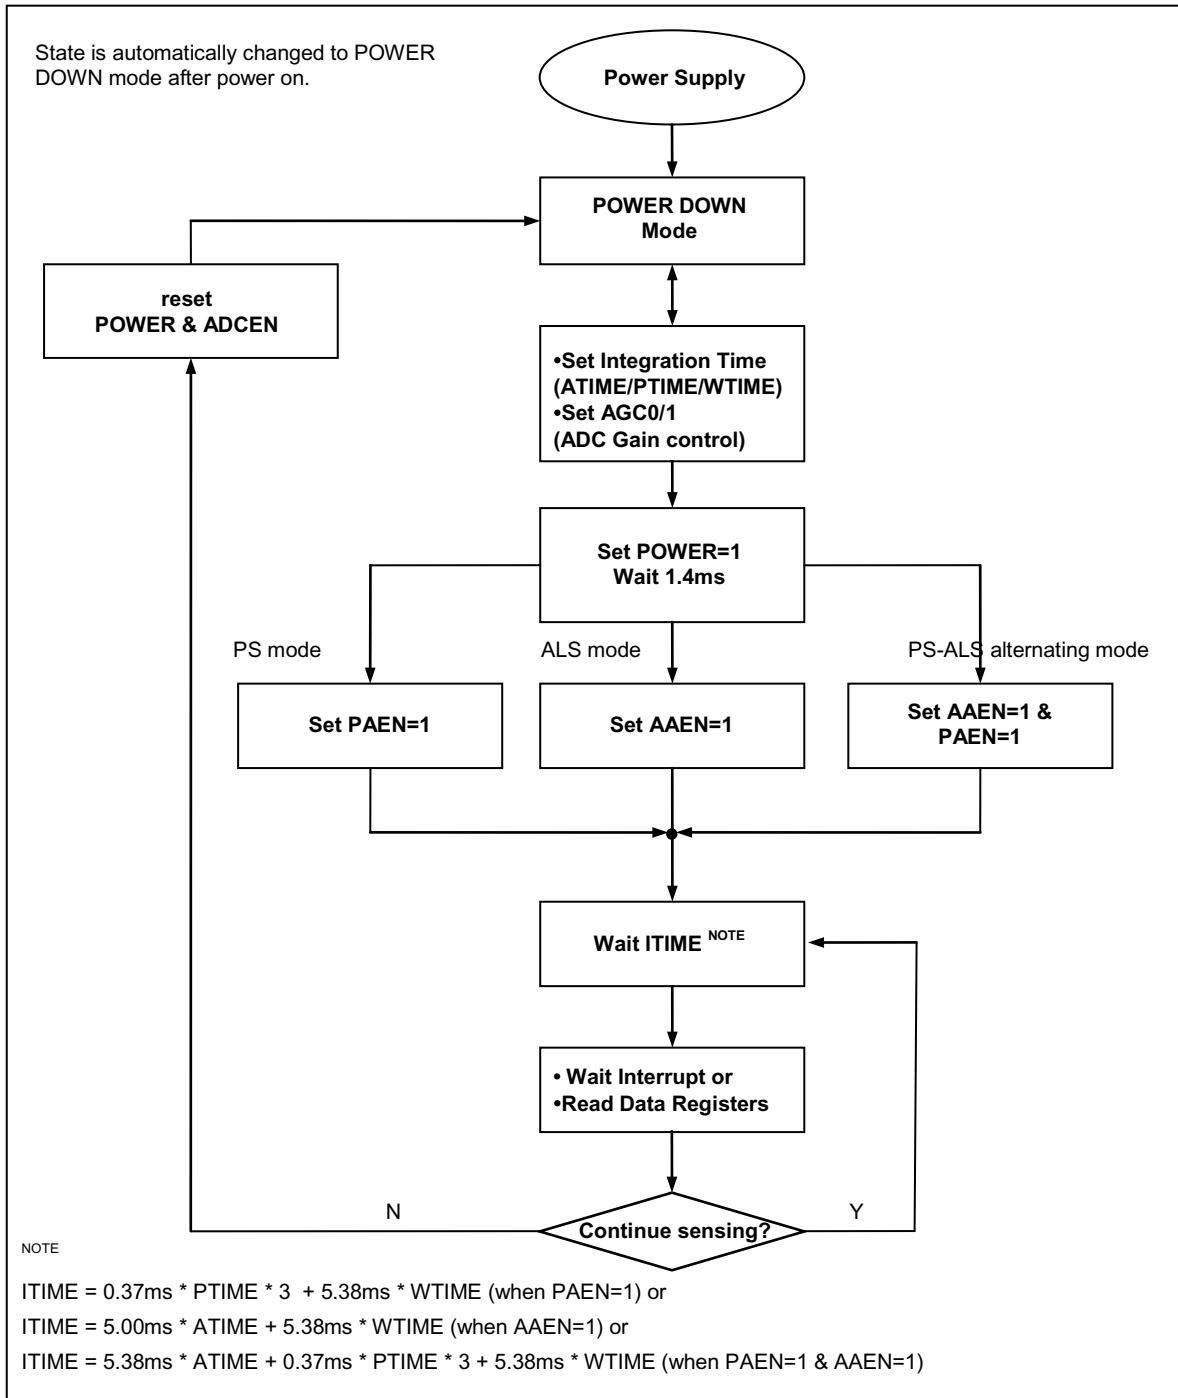 State is automatically changed to POWER
DOWN mode after power on.
Power Supply
POWER DOWN
Mode
reset
POWER & ADCEN
•Set Integration Time
(ATIME/PTIME/WTIME)
•Set AGC0/1
(ADC Gain control)
Set POWER=1
Wait 1.4ms
PS mode
ALS mode
PS-ALS alternating mode
Set PAEN=1
Set AAEN=1
Set AAEN=1 &
PAEN=1
Wait ITIME NOTE
• Wait Interrupt or
•Read Data Registers
N
Continue sensing?
Y
NOTE
ITIME = 0.37ms * PTIME * 3 + 5.38ms * WTIME (when PAEN=1) or
ITIME = 5.00ms * ATIME + 5.38ms * WTIME (when AAEN=1) or
ITIME = 5.38ms * ATIME + 0.37ms * PTIME * 3 + 5.38ms * WTIME (when PAEN=1 & AAEN=1)